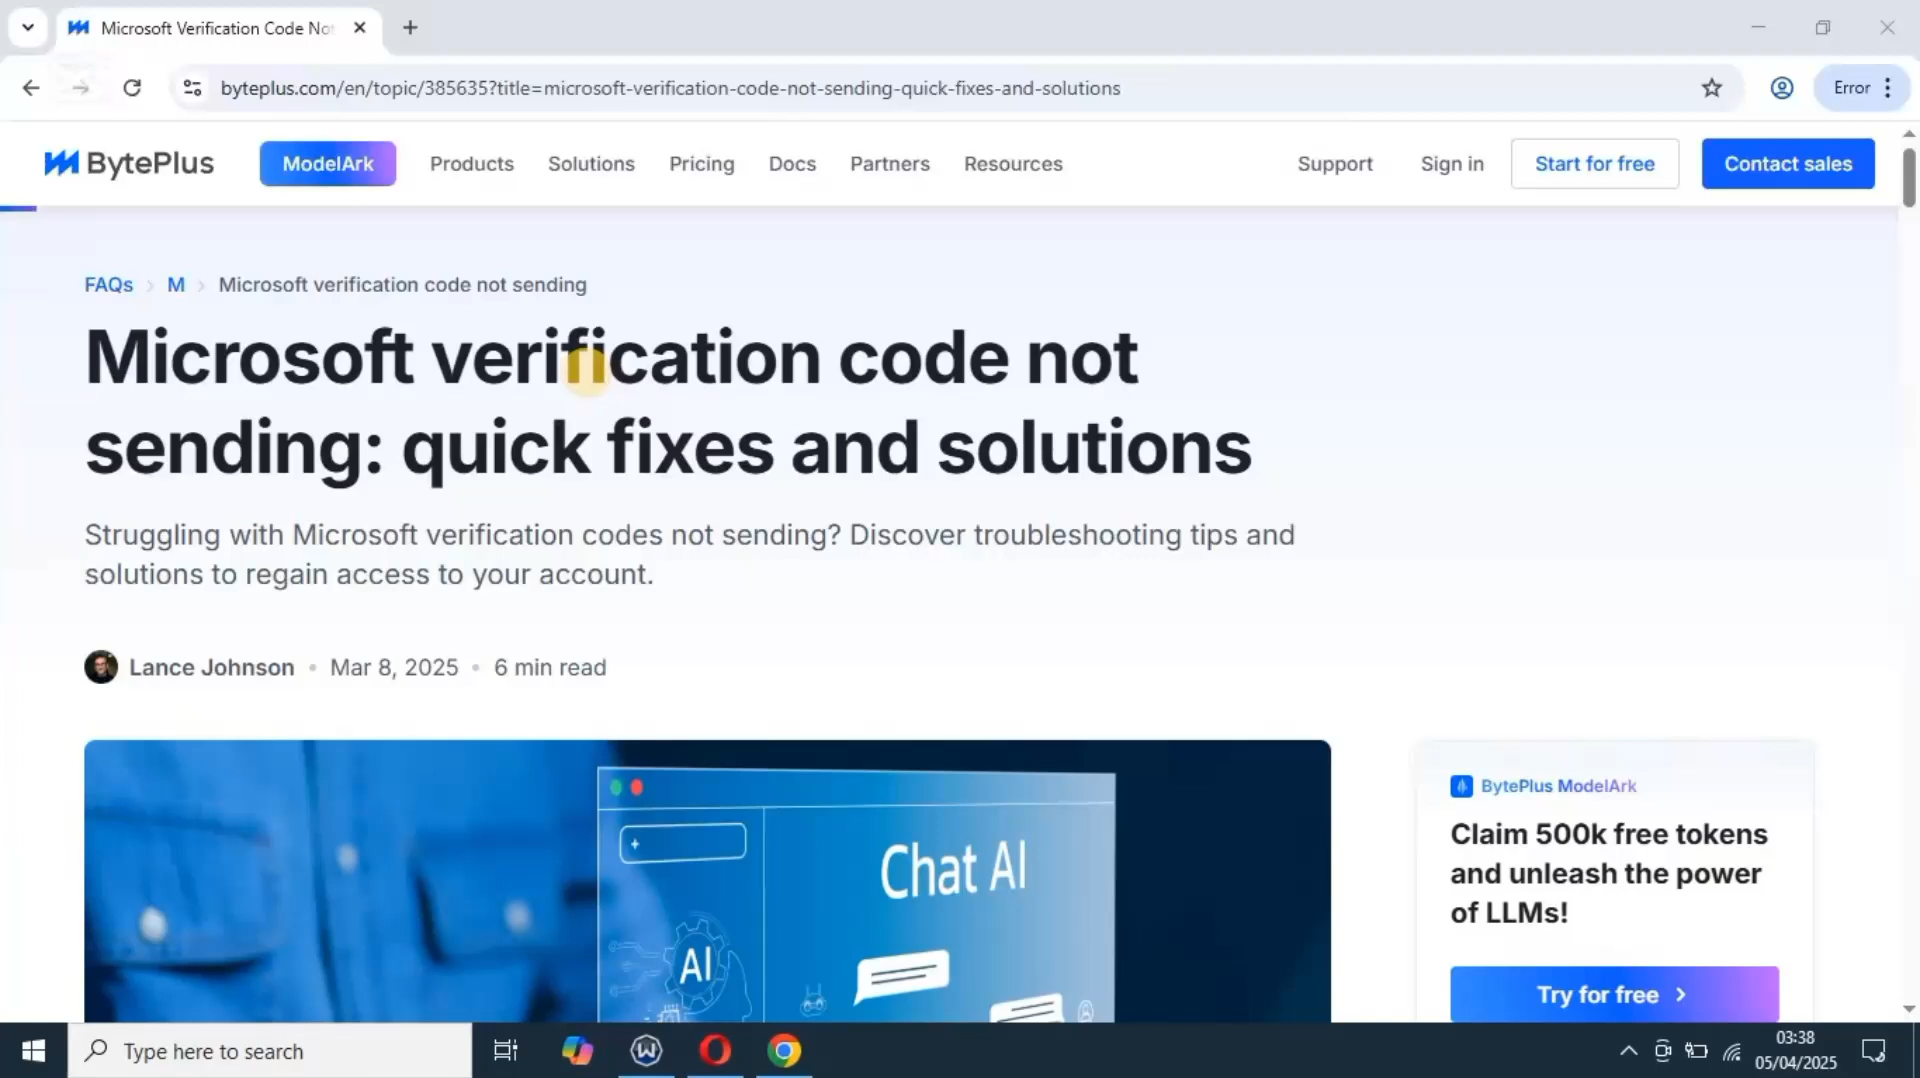 Microsoft Verification Code No
byteplus.com/en/topic/385635?title=microsoft-verification-code-not-sending-quick-fixes-and-solutions
Error
BytePlus
ModelArk
Products
Solutions
Pricing
Docs
Partners
Resources
Support
Sign in
Start for free
Contact sales
FAQs > M > Microsoft verification code not sending
Microsoft verification code not
sending: quick fixes and solutions
Struggling with Microsoft verification codes not sending? Discover troubleshooting tips and
solutions to regain access to your account.
Lance Johnson • Mar 8, 2025 • 6 min read
Chat AI
AI
BytePlus ModelArk
Claim 500k free tokens
and unleash the power
of LLMs!
Try for free >
Type here to search
03:38
05/04/2025